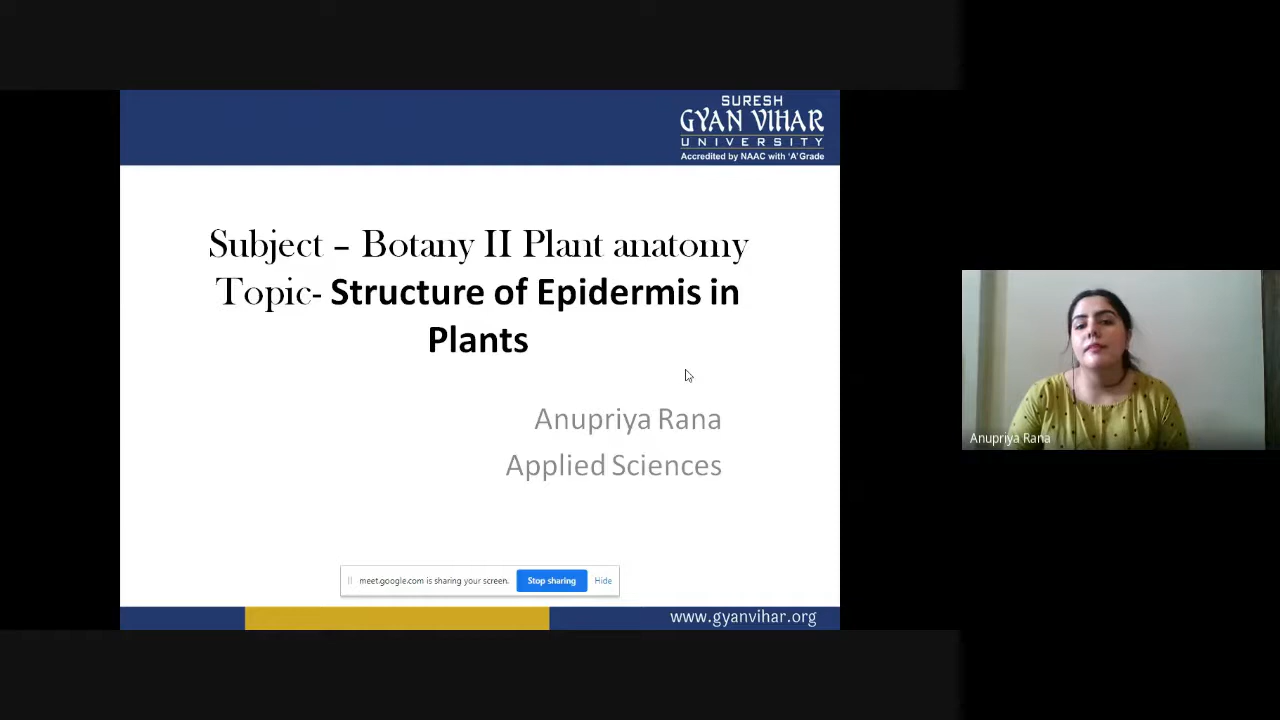 SURESH
GYAN VIHAR
UNIVERSITY
Accredited by NAAC with 'A' Grade
Subject – Botany II Plant anatomy
Topic- Structure of Epidermis in
Plants
Anupriya Rana
Applied Sciences
meet.google.com is sharing your screen.
Stop sharing
Hide
www.gyanvihar.org
Anupriya Rana